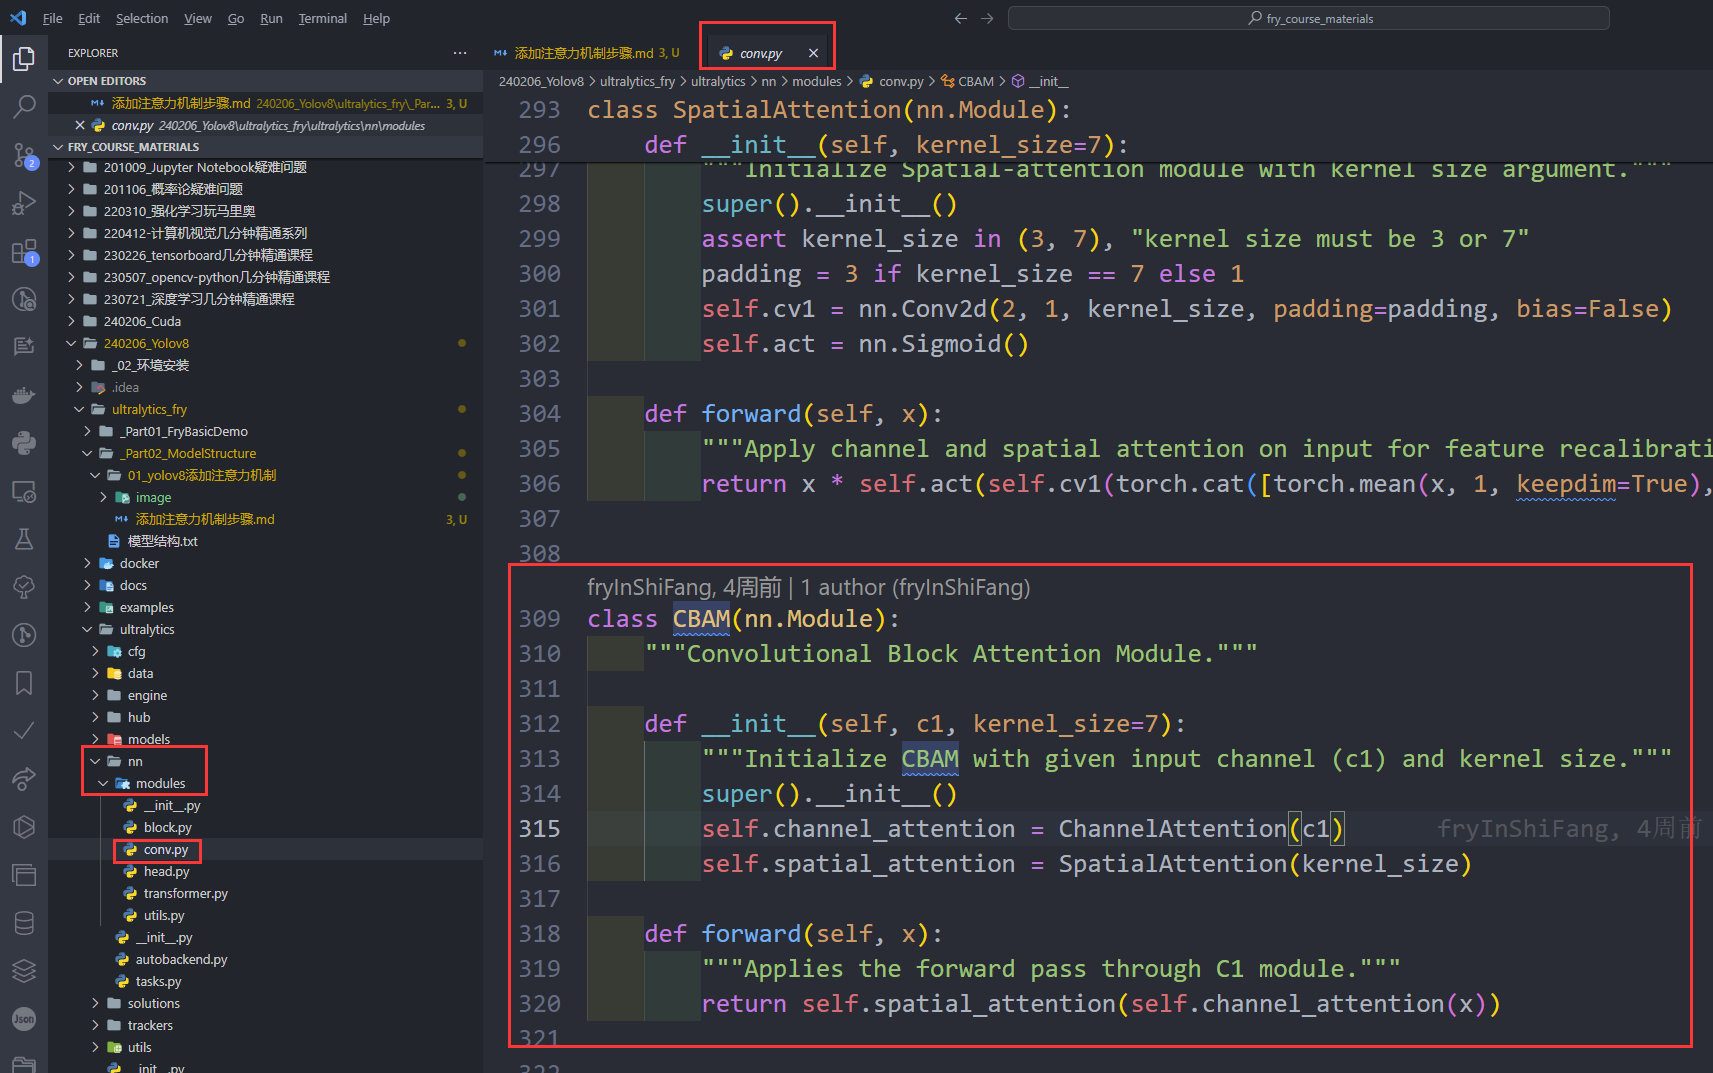 File Edit Selection View Go Run Terminal Help
fry_course_materials
EXPLORER
OPEN EDITORS
添加注意力机制步骤.md 240206_Yolov8\ultralytics_fry\_Par... 3, U
conv.py 240206_Yolov8\ultralytics_fry\ultralytics\nn\modules
FRY_COURSE_MATERIALS
201009_Jupyter Notebook疑难问题
201106_概率论疑难问题
220310_强化学习玩马里奥
220412-计算机视觉几分钟精通系列
230226_tensorboard几分钟精通课程
230507_opencv-python几分钟精通课程
230721_深度学习几分钟精通课程
240206_Cuda
240206_Yolov8
_02_环境安装
.idea
ultralytics_fry
_Part01_FryBasicDemo
_Part02_ModelStructure
01_yolov8添加注意力机制
image
添加注意力机制步骤.md 3, U
模型结构.txt
docker
docs
examples
ultralytics
cfg
data
engine
hub
models
nn
modules
__init__.py
block.py
conv.py
head.py
transformer.py
utils.py
__init__.py
autobackend.py
tasks.py
solutions
trackers
utils
__init__.py
2
1
Json
添加注意力机制步骤.md 3, U
conv.py
240206_Yolov8 > ultralytics_fry > ultralytics > nn > modules > conv.py > CBAM > __init__
293 class SpatialAttention(nn.Module):
296 def __init__(self, kernel_size=7):
297 """Initialize Spatial-attention module with kernel size argument."""
298 super().__init__()
299 assert kernel_size in (3, 7), "kernel size must be 3 or 7"
300 padding = 3 if kernel_size == 7 else 1
301 self.cv1 = nn.Conv2d(2, 1, kernel_size, padding=padding, bias=False)
302 self.act = nn.Sigmoid()
303
304 def forward(self, x):
305 """Apply channel and spatial attention on input for feature recalibrati
306 return x * self.act(self.cv1(torch.cat([torch.mean(x, 1, keepdim=True),
307
308
fryInShiFang, 4周前 | 1 author (fryInShiFang)
309 class CBAM(nn.Module):
310 """Convolutional Block Attention Module."""
311
312 def __init__(self, c1, kernel_size=7):
313 """Initialize CBAM with given input channel (c1) and kernel size."""
314 super().__init__()
315 self.channel_attention = ChannelAttention(c1) fryInShiFang, 4周前
316 self.spatial_attention = SpatialAttention(kernel_size)
317
318 def forward(self, x):
319 """Applies the forward pass through C1 module."""
320 return self.spatial_attention(self.channel_attention(x))
321
322